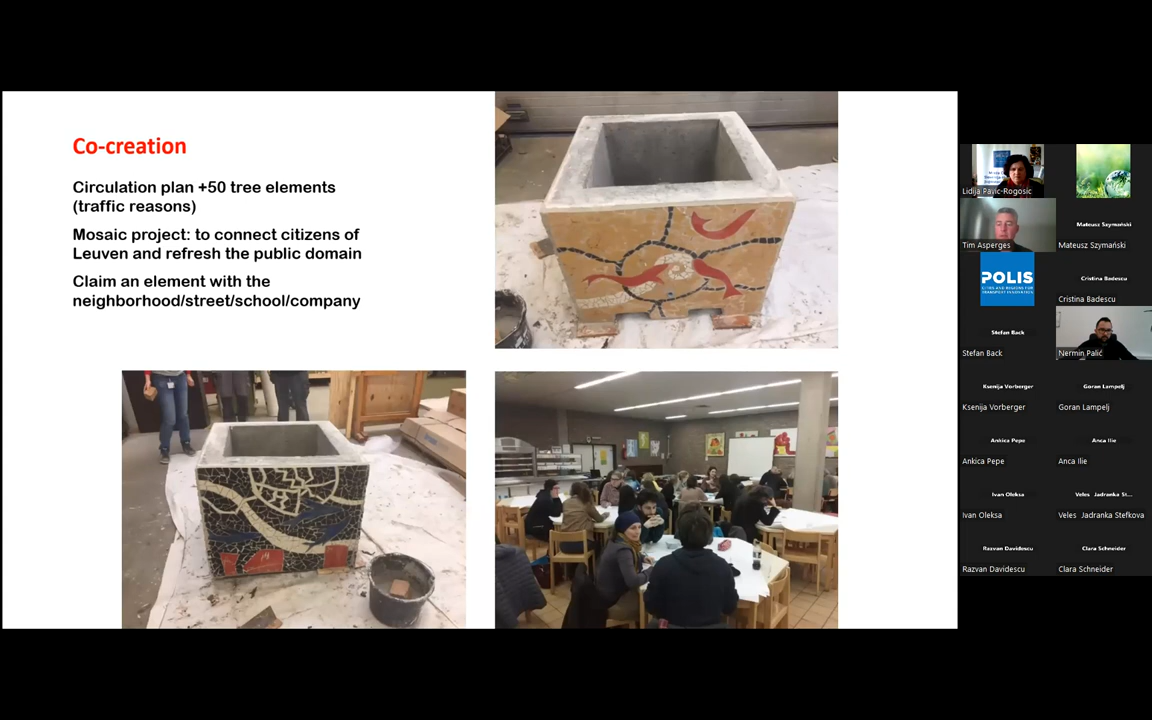 Co-creation
Circulation plan +50 tree elements
(traffic reasons)
Mosaic project: to connect citizens of
Leuven and refresh the public domain
Claim an element with the
neighborhood/street/school/company
Lidija Pavic-Rogosic
Tim Asperges
Mateusz Szymański
Mateusz Szymański
POLIS
Cristina Badescu
Cristina Badescu
Stefan Back
Stefan Back
Nermin Palić
Ksenija Vorberger
Ksenija Vorberger
Goran Lampelj
Goran Lampelj
Ankica Pepe
Ankica Pepe
Anca Ilie
Anca Ilie
Ivan Oleksa
Ivan Oleksa
Veles Jadranka St...
Veles Jadranka Stefkova
Razvan Davidescu
Razvan Davidescu
Clara Schneider
Clara Schneider